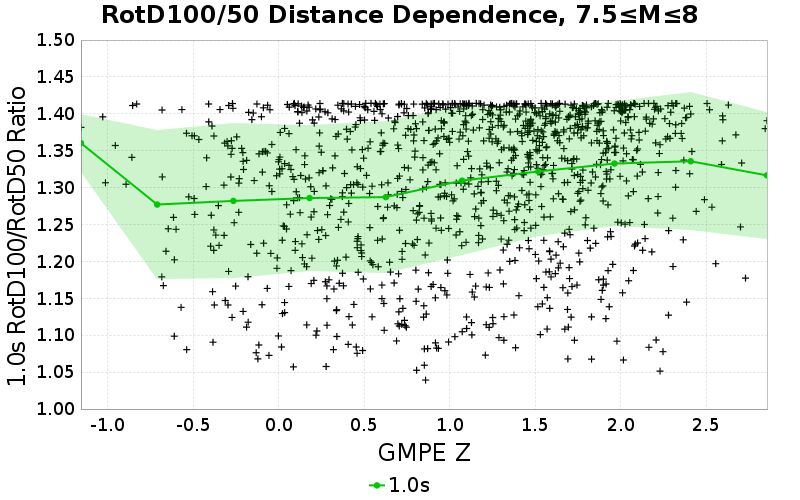 RotD100/50 Distance Dependence, 7.5≤M≤8
1.0s RotD100/RotD50 Ratio
1.50
1.45
1.40
1.35
1.30
1.25
1.20
1.15
1.10
1.05
1.00
-1.0 -0.5 0.0 0.5 1.0 1.5 2.0 2.5
GMPE Z
1.0s